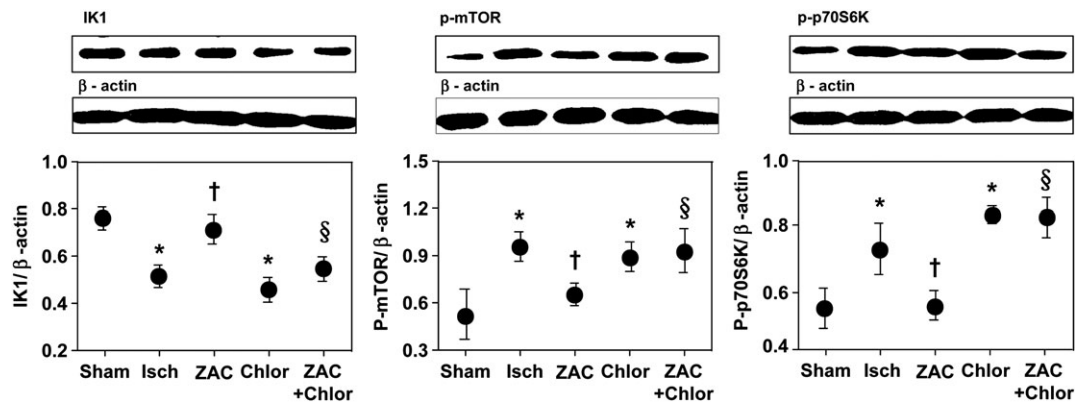 IK1
β - actin
IK1/ β -actin
1.0
0.8
0.6
0.4
0.2
†
*
*
§
Sham Isch ZAC Chlor ZAC
+Chlor
p-mTOR
β - actin
P-mTOR/ β -actin
1.5
1.2
0.9
0.6
0.3
*
†
*
§
Sham Isch ZAC Chlor ZAC
+Chlor
p-p70S6K
β - actin
P-p70S6K/ β -actin
1.0
0.8
0.6
0.4
*
†
*
§
Sham Isch ZAC Chlor ZAC
+Chlor